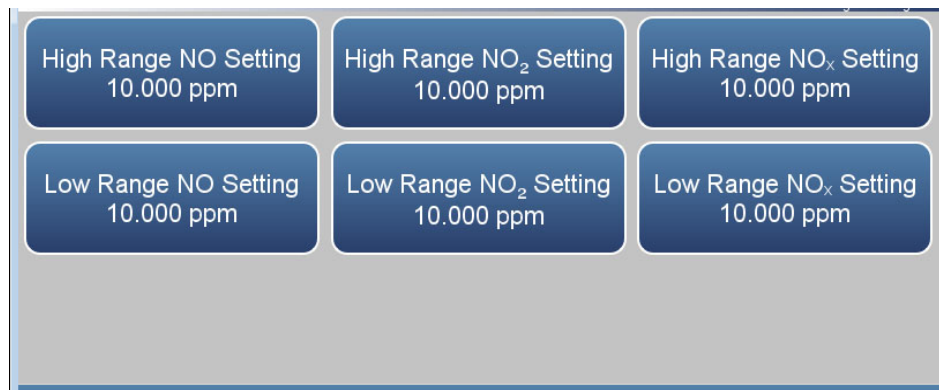 High Range NO Setting
10.000 ppm
High Range NO₂ Setting
10.000 ppm
High Range NOₓ Setting
10.000 ppm
Low Range NO Setting
10.000 ppm
Low Range NO₂ Setting
10.000 ppm
Low Range NOₓ Setting
10.000 ppm